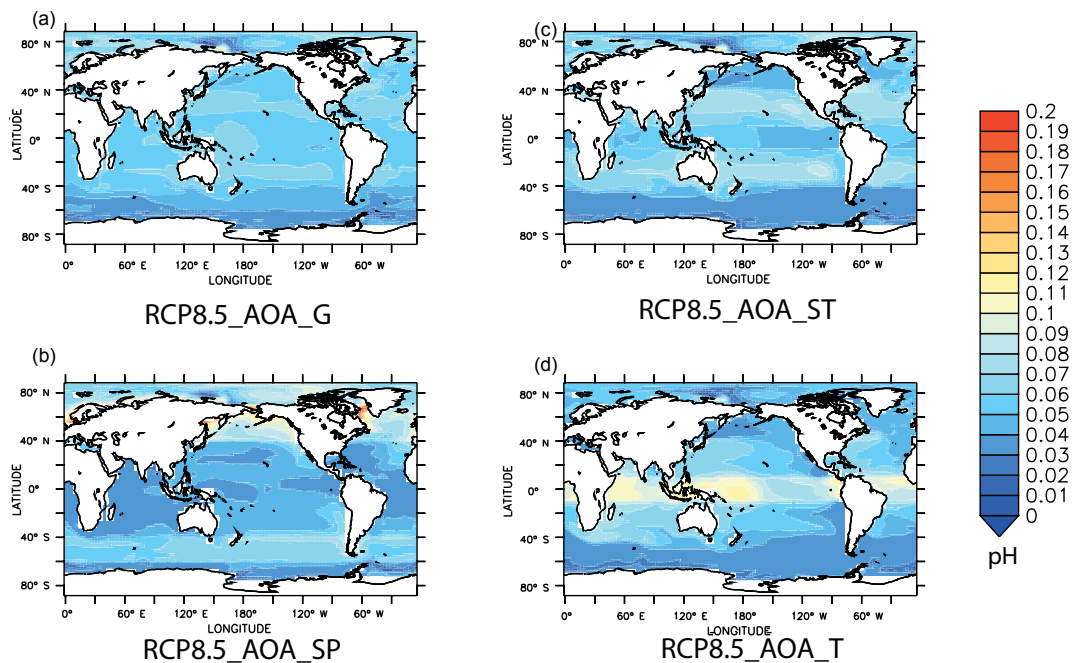 (a)
80° N
40° N
0°
40° S
80° S
LATITUDE
0°
60° E
120° E
180°
120° W
60° W
LONGITUDE
RCP8.5_AOA_G
(c)
80° N
40° N
0°
40° S
80° S
LATITUDE
0°
60° E
120° E
180°
120° W
60° W
LONGITUDE
RCP8.5_AOA_ST
(b)
80° N
40° N
0°
40° S
80° S
LATITUDE
0°
60° E
120° E
180°
120° W
60° W
LONGITUDE
RCP8.5_AOA_SP
(d)
80° N
40° N
0°
40° S
80° S
LATITUDE
0°
60° E
120° E
180°
120° W
60° W
LONGITUDE
RCP8.5_AOA_T
0.2
0.19
0.18
0.17
0.16
0.15
0.14
0.13
0.12
0.11
0.1
0.09
0.08
0.07
0.06
0.05
0.04
0.03
0.02
0.01
0
pH